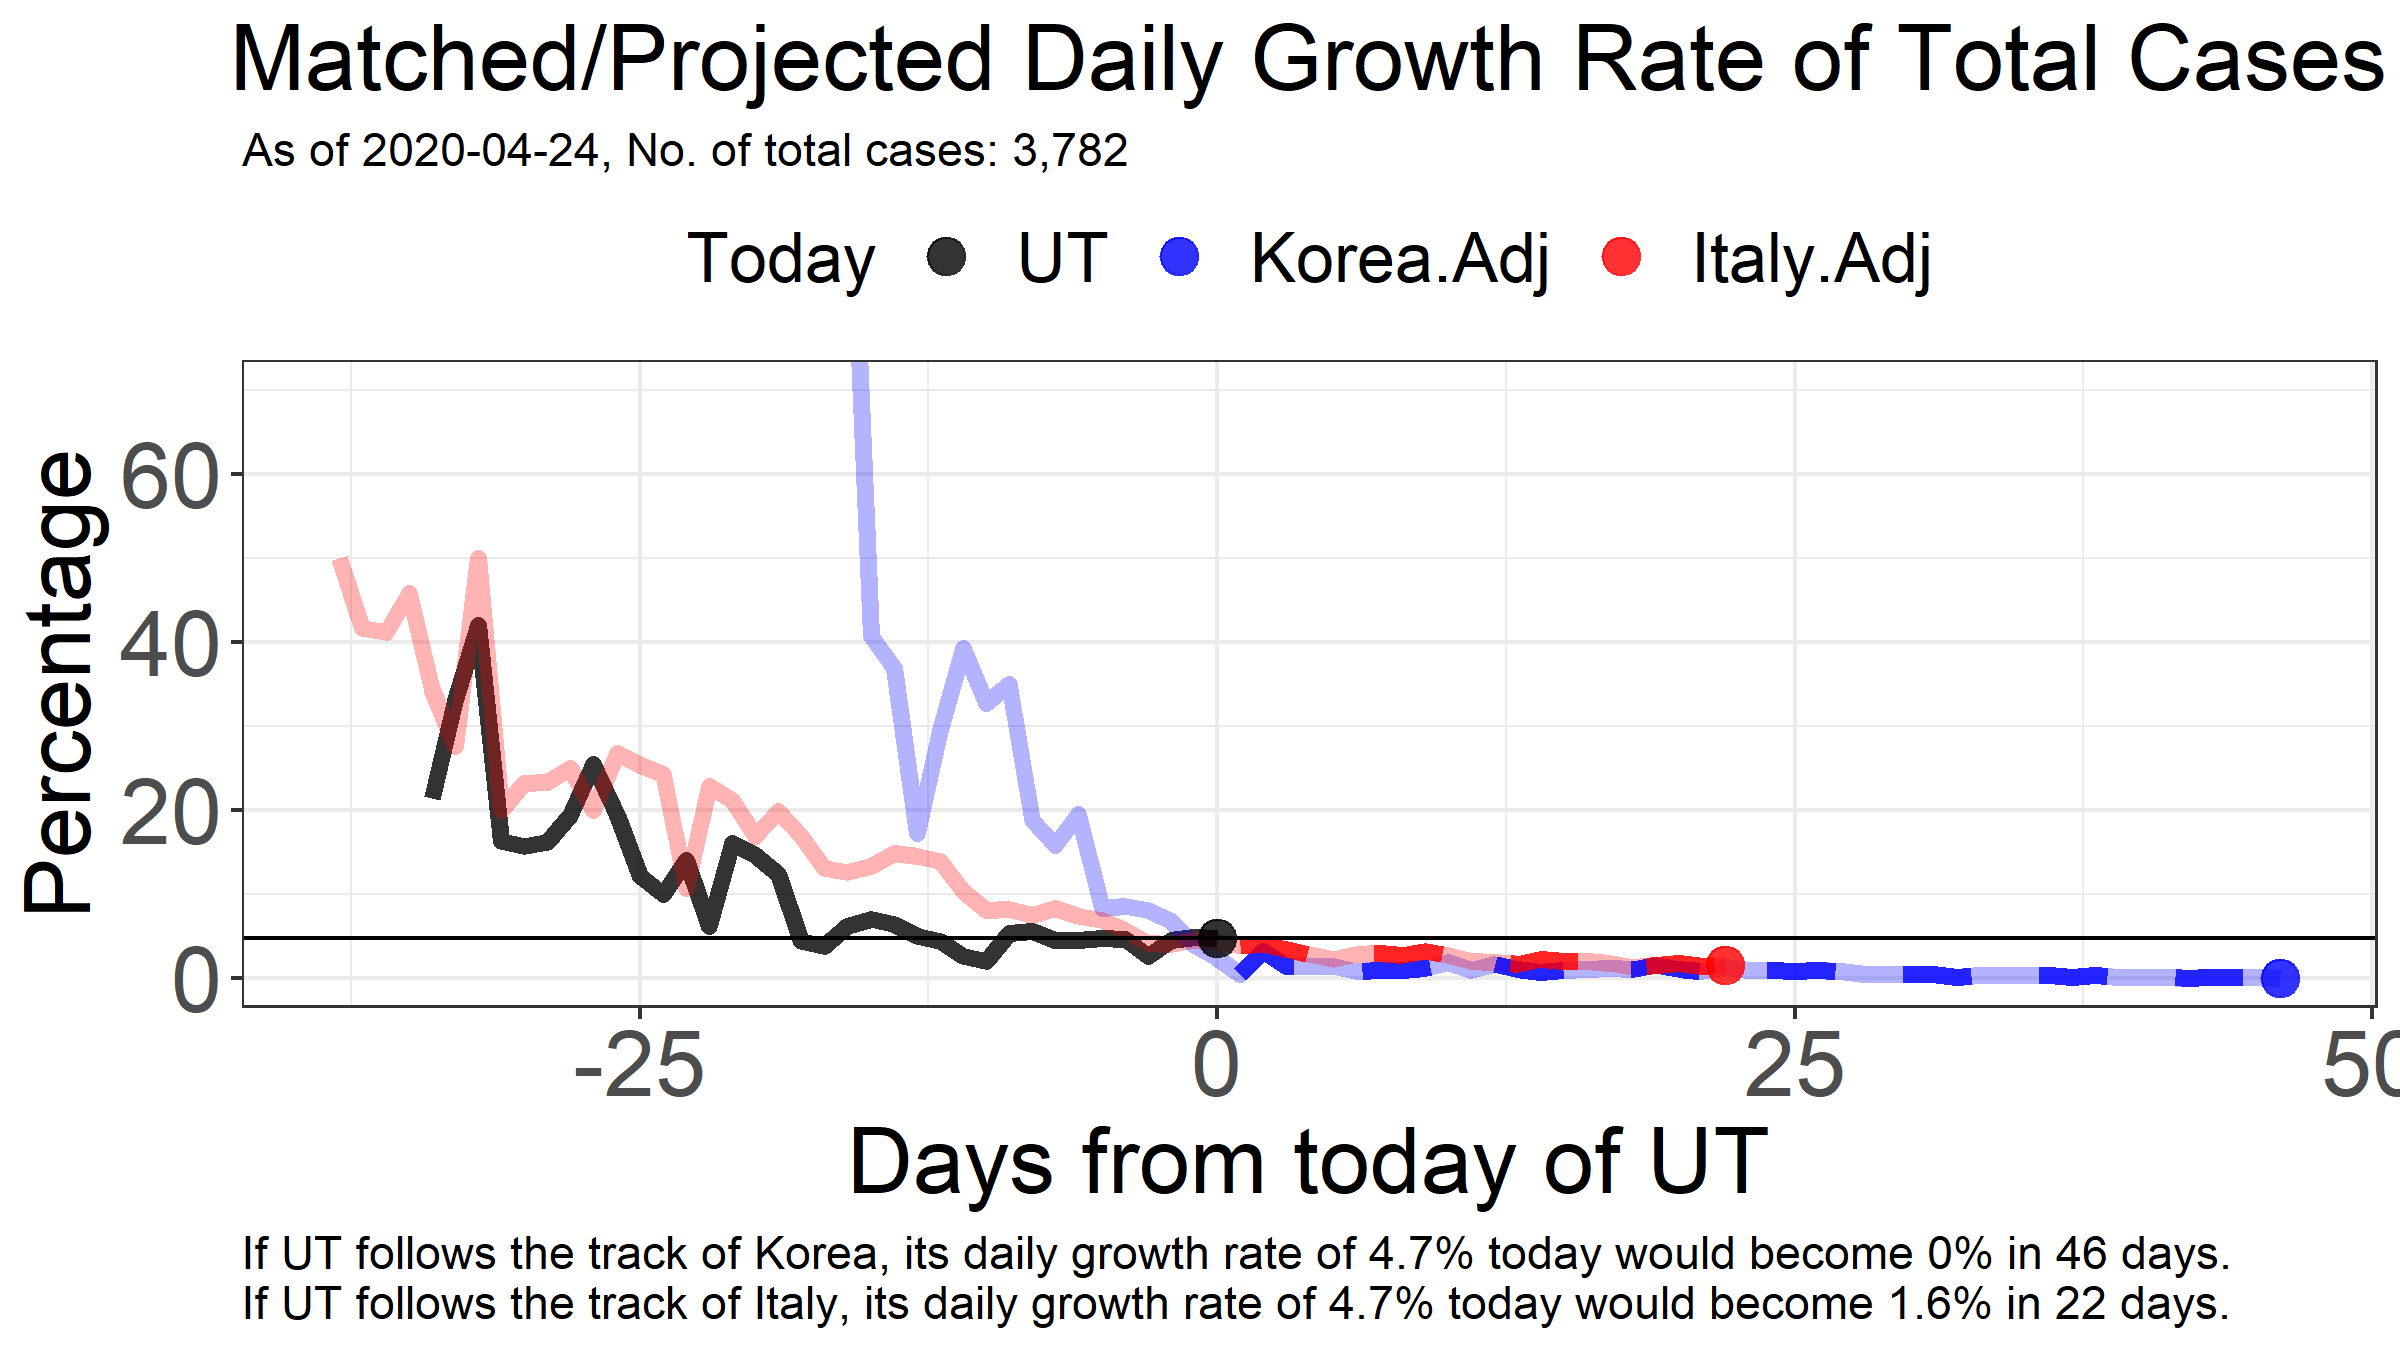 Matched/Projected Daily Growth Rate of Total Cases
As of 2020-04-24, No. of total cases: 3,782
Today UT Korea.Adj Italy.Adj
Percentage
60
40
20
0
-25 0 25 50
Days from today of UT
If UT follows the track of Korea, its daily growth rate of 4.7% today would become 0% in 46 days.
If UT follows the track of Italy, its daily growth rate of 4.7% today would become 1.6% in 22 days.